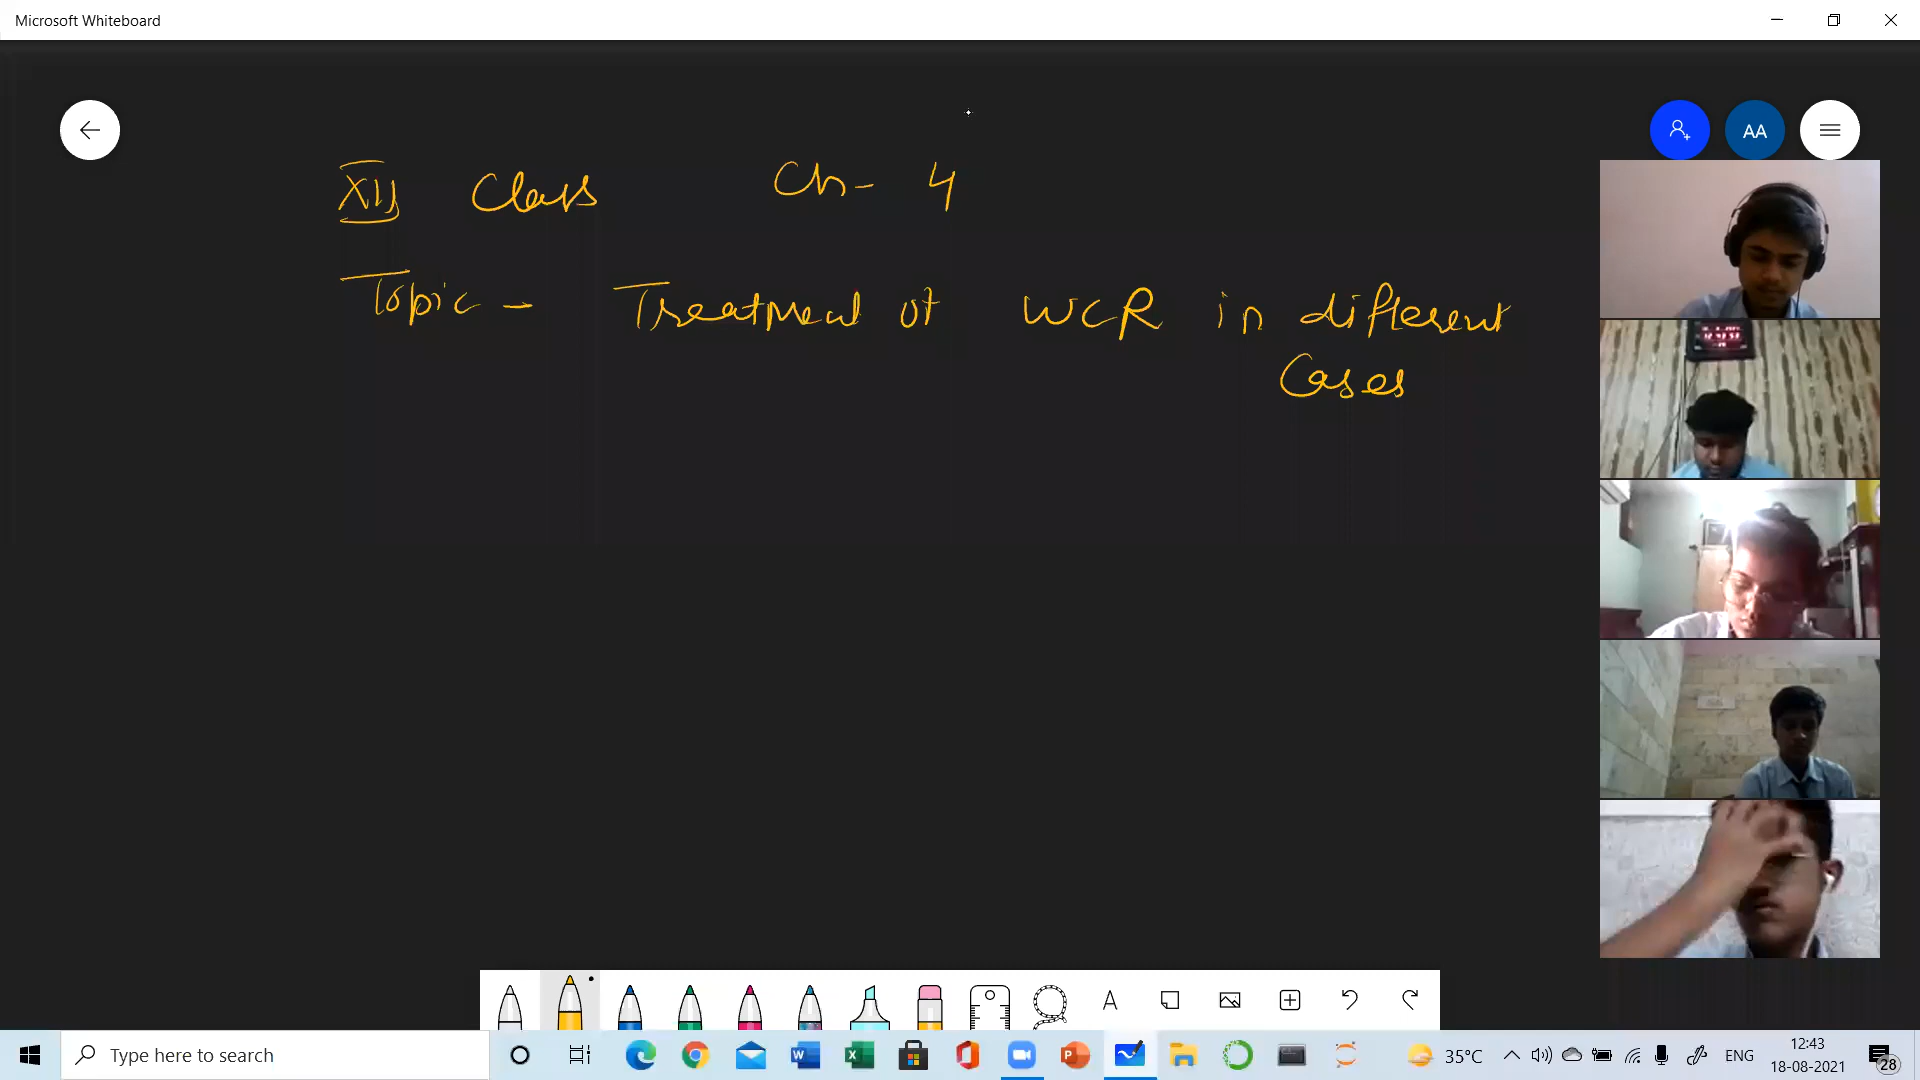 Microsoft Whiteboard
AA
XII Class Ch- 4
Topic - Treatment of WCR in different
Cases
A
Type here to search
35°C
ENG
12:43
18-08-2021
28